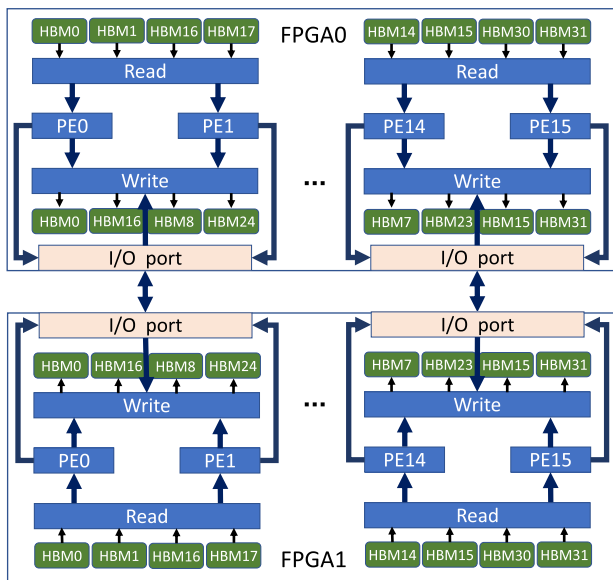 HBM0 HBM1 HBM16 HBM17 FPGA0 HBM14 HBM15 HBM30 HBM31
Read Read
PE0 PE1 PE14 PE15
Write ... Write
HBM0 HBM16 HBM8 HBM24 HBM7 HBM23 HBM15 HBM31
I/O port I/O port
I/O port I/O port
HBM0 HBM16 HBM8 HBM24 HBM7 HBM23 HBM15 HBM31
Write ... Write
PE0 PE1 PE14 PE15
Read Read
HBM0 HBM1 HBM16 HBM17 FPGA1 HBM14 HBM15 HBM30 HBM31